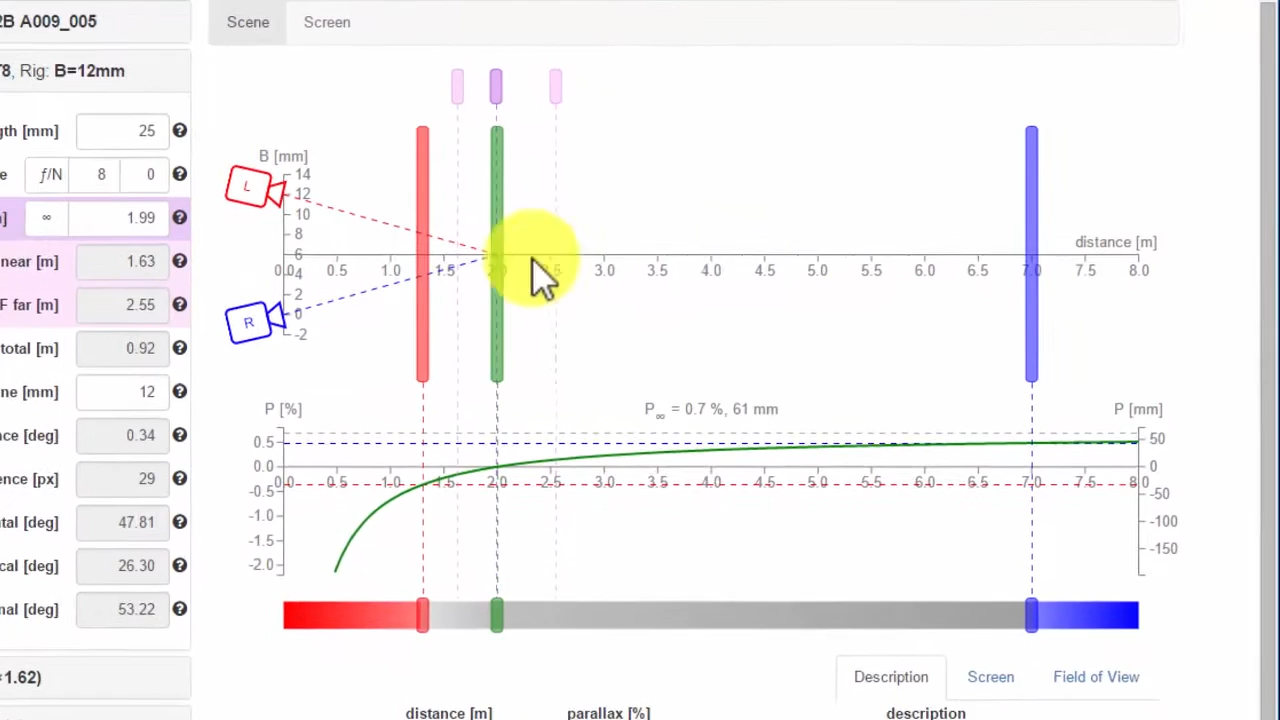 2B A009_005
Scene Screen
T8, Rig: B=12mm
gth [mm] 25
e ƒ/N 8 0
] ∞ 1.99
near [m] 1.63
F far [m] 2.55
total [m] 0.92
ne [mm] 12
nce [deg] 0.34
ence [px] 29
ntal [deg] 47.81
cal [deg] 26.30
nal [deg] 53.22
=1.62)
B [mm]
14
12
10
8
6
4
2
0
-2
L
R
distance [m]
0.0 0.5 1.0 1.5 2.0 2.5 3.0 3.5 4.0 4.5 5.0 5.5 6.0 6.5 7.0 7.5 8.0
P [%] P∞ = 0.7 %, 61 mm P [mm]
0.5 50
0.0 0
0.0 0.5 1.0 1.5 2.0 2.5 3.0 3.5 4.0 4.5 5.0 5.5 6.0 6.5 7.0 7.5 8.0
-0.5 -50
-1.0 -100
-1.5 -150
-2.0
Description Screen Field of View
distance [m] parallax [%] description